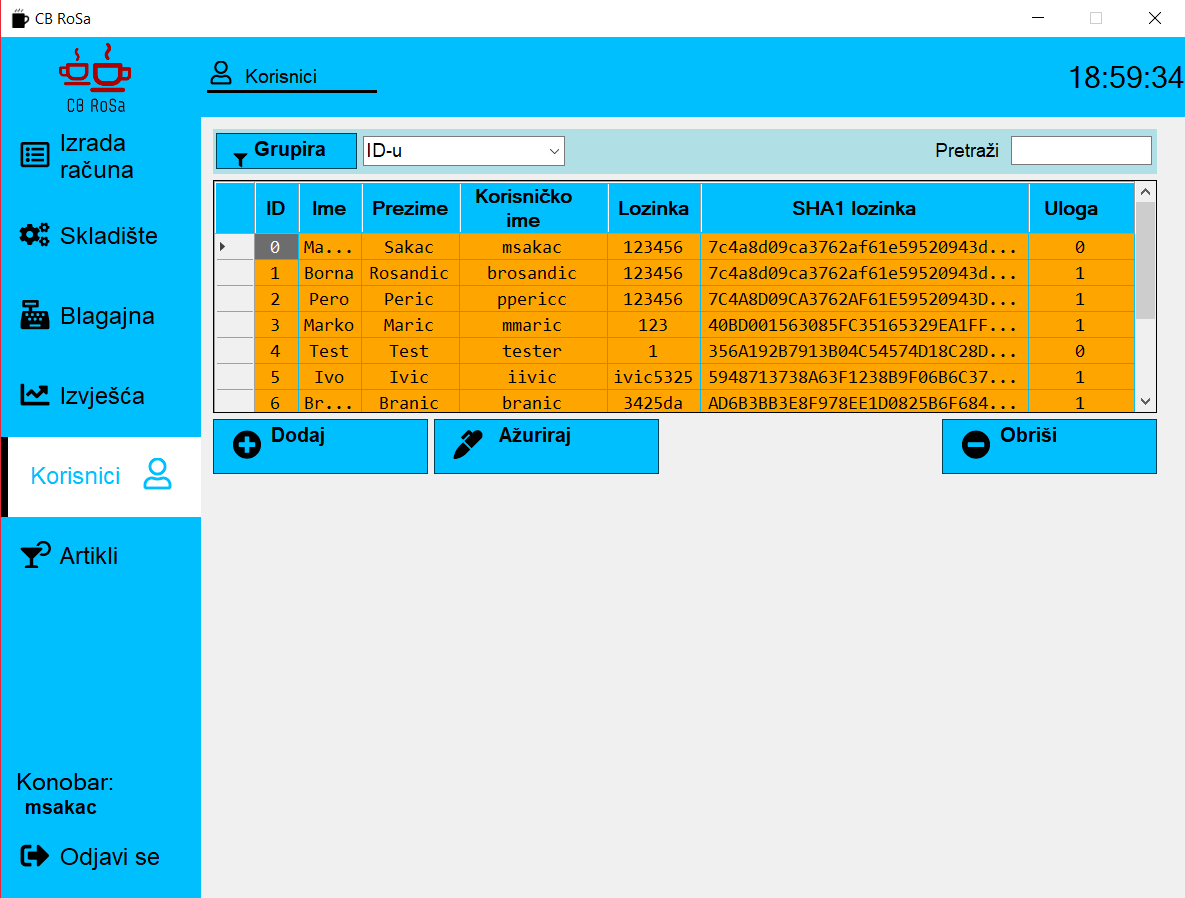 CB RoSa
CB RoSa
Korisnici
18:59:34
Izrada
računa
Skladište
Blagajna
Izvješća
Korisnici
Artikli
Konobar:
msakac
Odjavi se
Grupira
ID-u
Pretraži
ID Ime Prezime Korisničko ime Lozinka SHA1 lozinka Uloga
0 Ma... Sakac msakac 123456 7c4a8d09ca3762af61e59520943d... 0
1 Borna Rosandic brosandic 123456 7c4a8d09ca3762af61e59520943d... 1
2 Pero Peric ppericc 123456 7C4A8D09CA3762AF61E59520943D... 1
3 Marko Maric mmaric 123 40BD001563085FC35165329EA1FF... 1
4 Test Test tester 1 356A192B7913B04C54574D18C28D... 0
5 Ivo Ivic iivic ivic5325 5948713738A63F1238B9F06B6C37... 1
6 Br... Branic branic 3425da AD6B3BB3E8F978EE1D0825B6F684... 1
Dodaj
Ažuriraj
Obriši